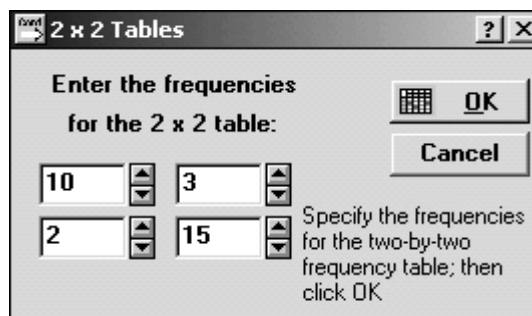 2 x 2 Tables
Enter the frequencies
for the 2 x 2 table:
OK
Cancel
10
3
2
15
Specify the frequencies
for the two-by-two
frequency table; then
click OK